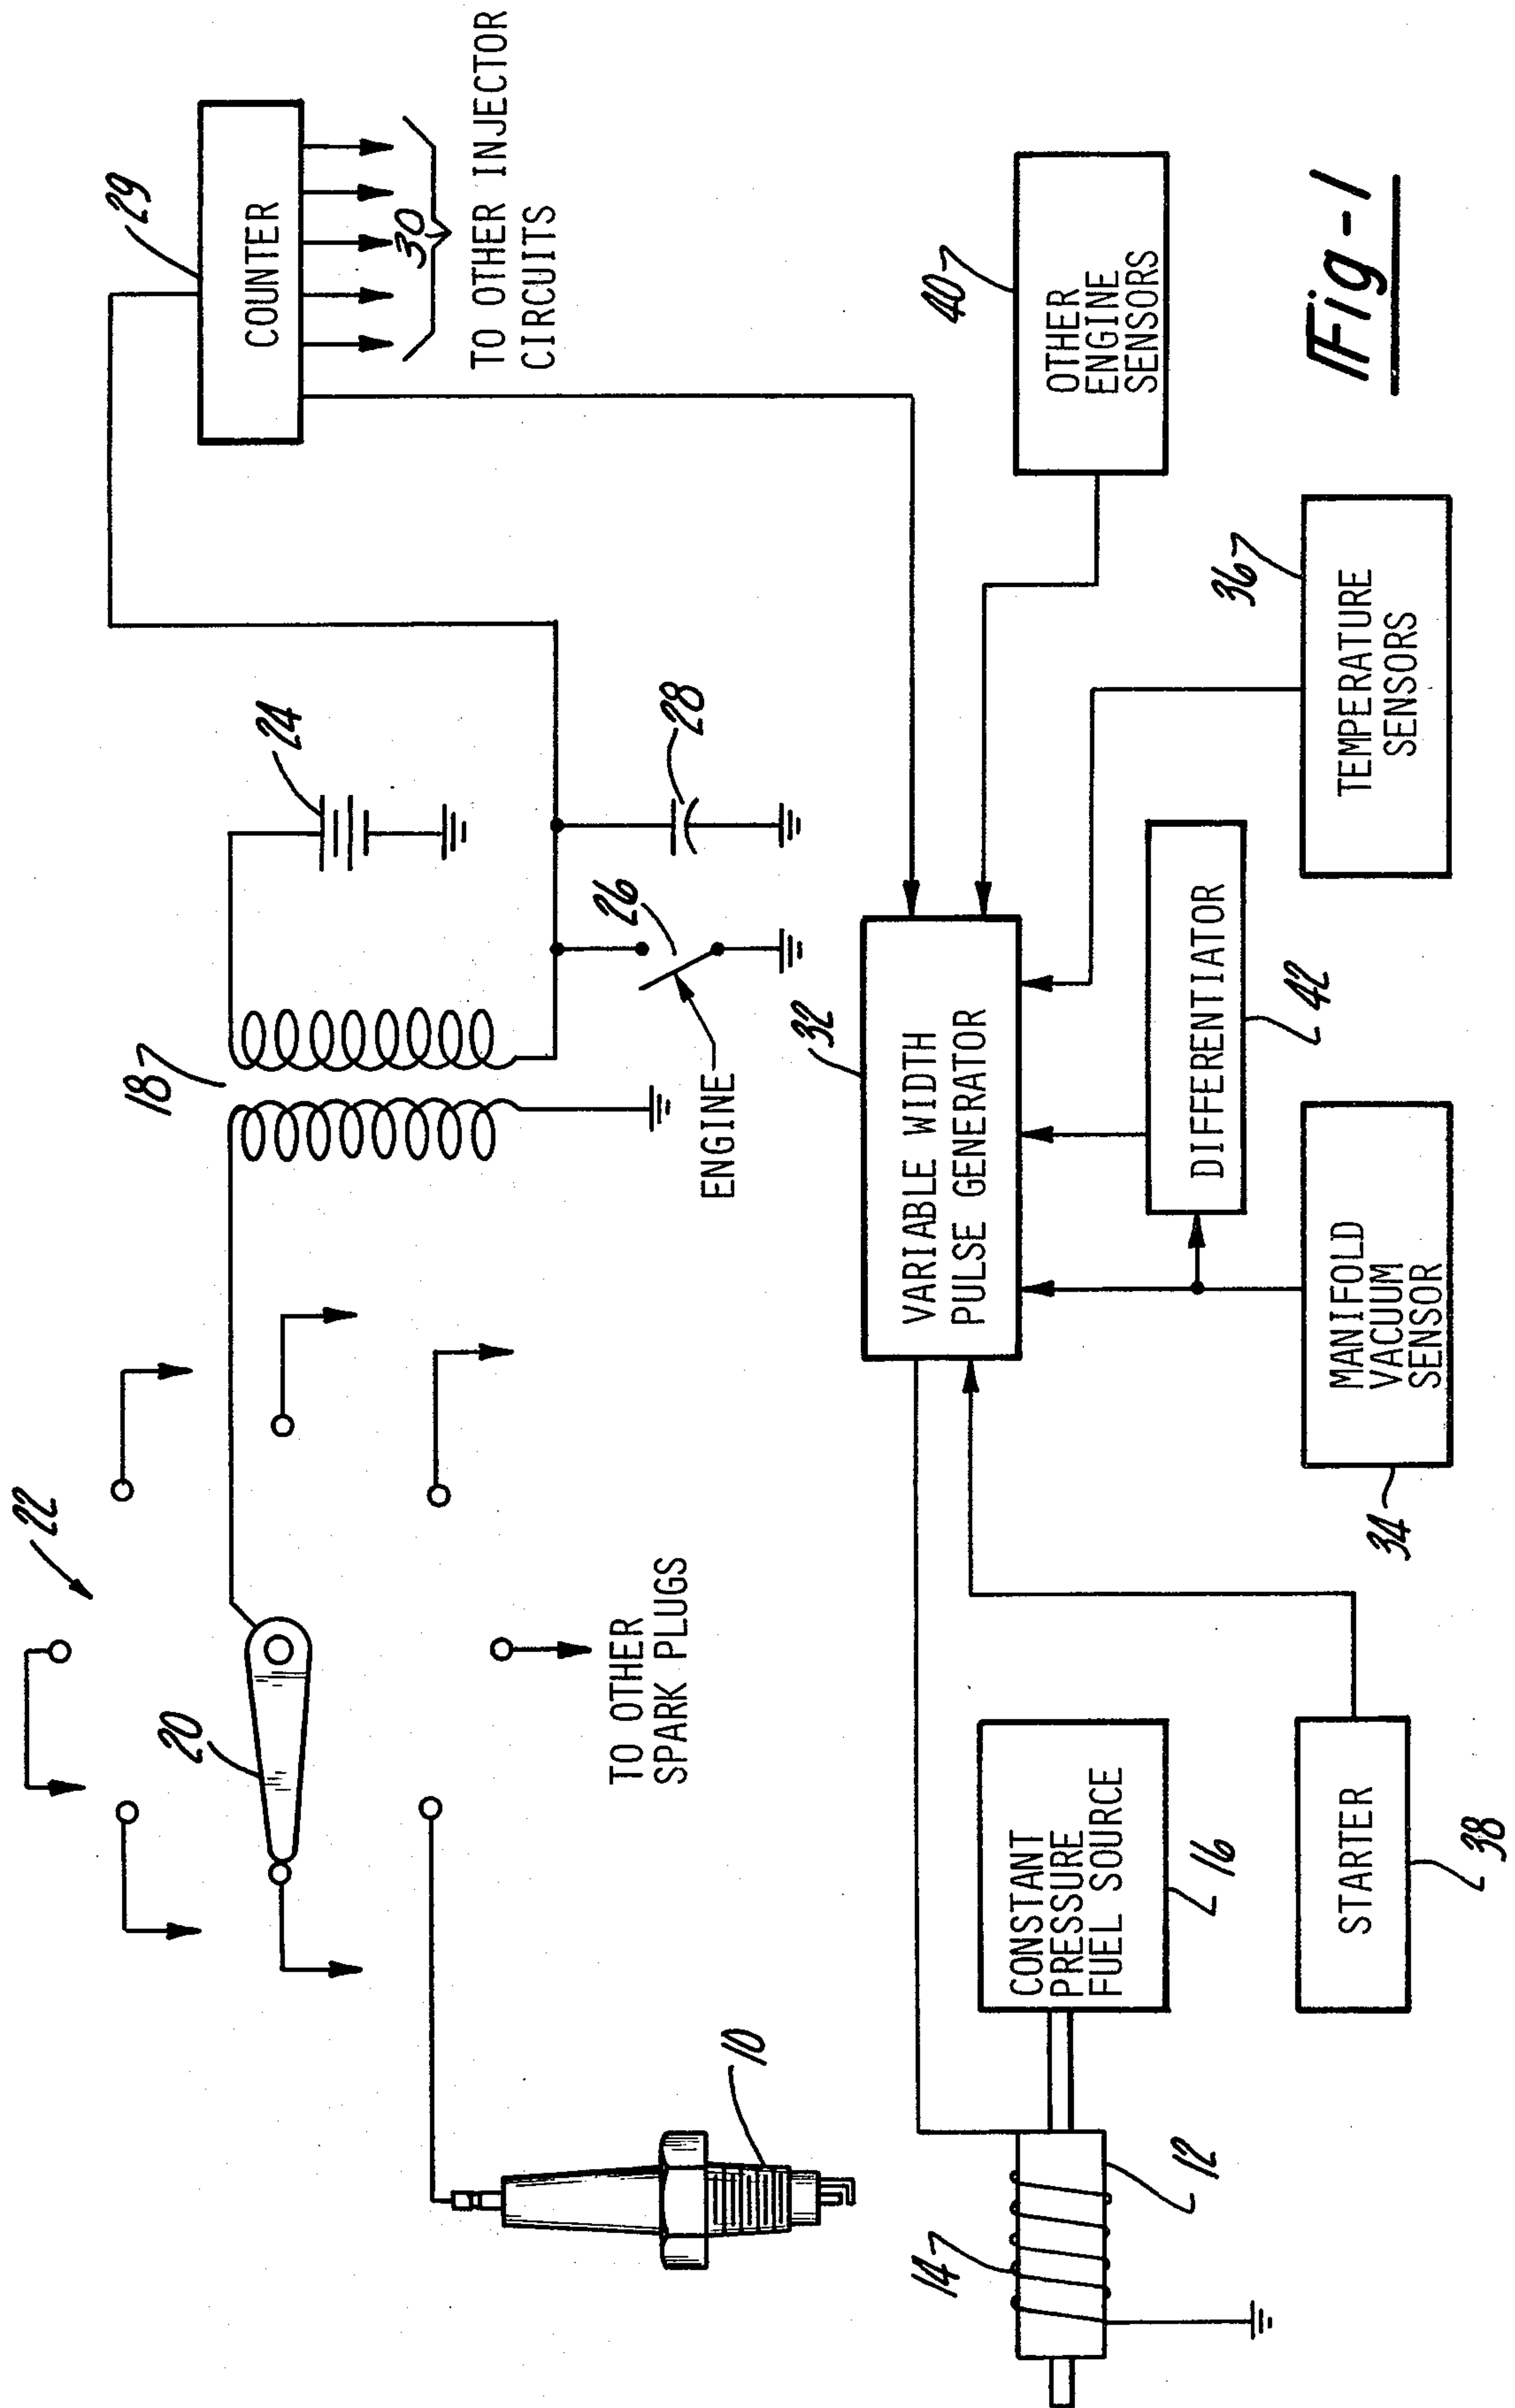 22
20
18
24
29
COUNTER
30
TO OTHER INJECTOR
CIRCUITS
26
28
ENGINE
TO OTHER
SPARK PLUGS
10
32
VARIABLE WIDTH
PULSE GENERATOR
40
OTHER
ENGINE
SENSORS
14
12
CONSTANT
PRESSURE
FUEL SOURCE
16
DIFFERENTIATOR
42
36
TEMPERATURE
SENSORS
STARTER
38
MANIFOLD
VACUUM
SENSOR
34
Fig-1